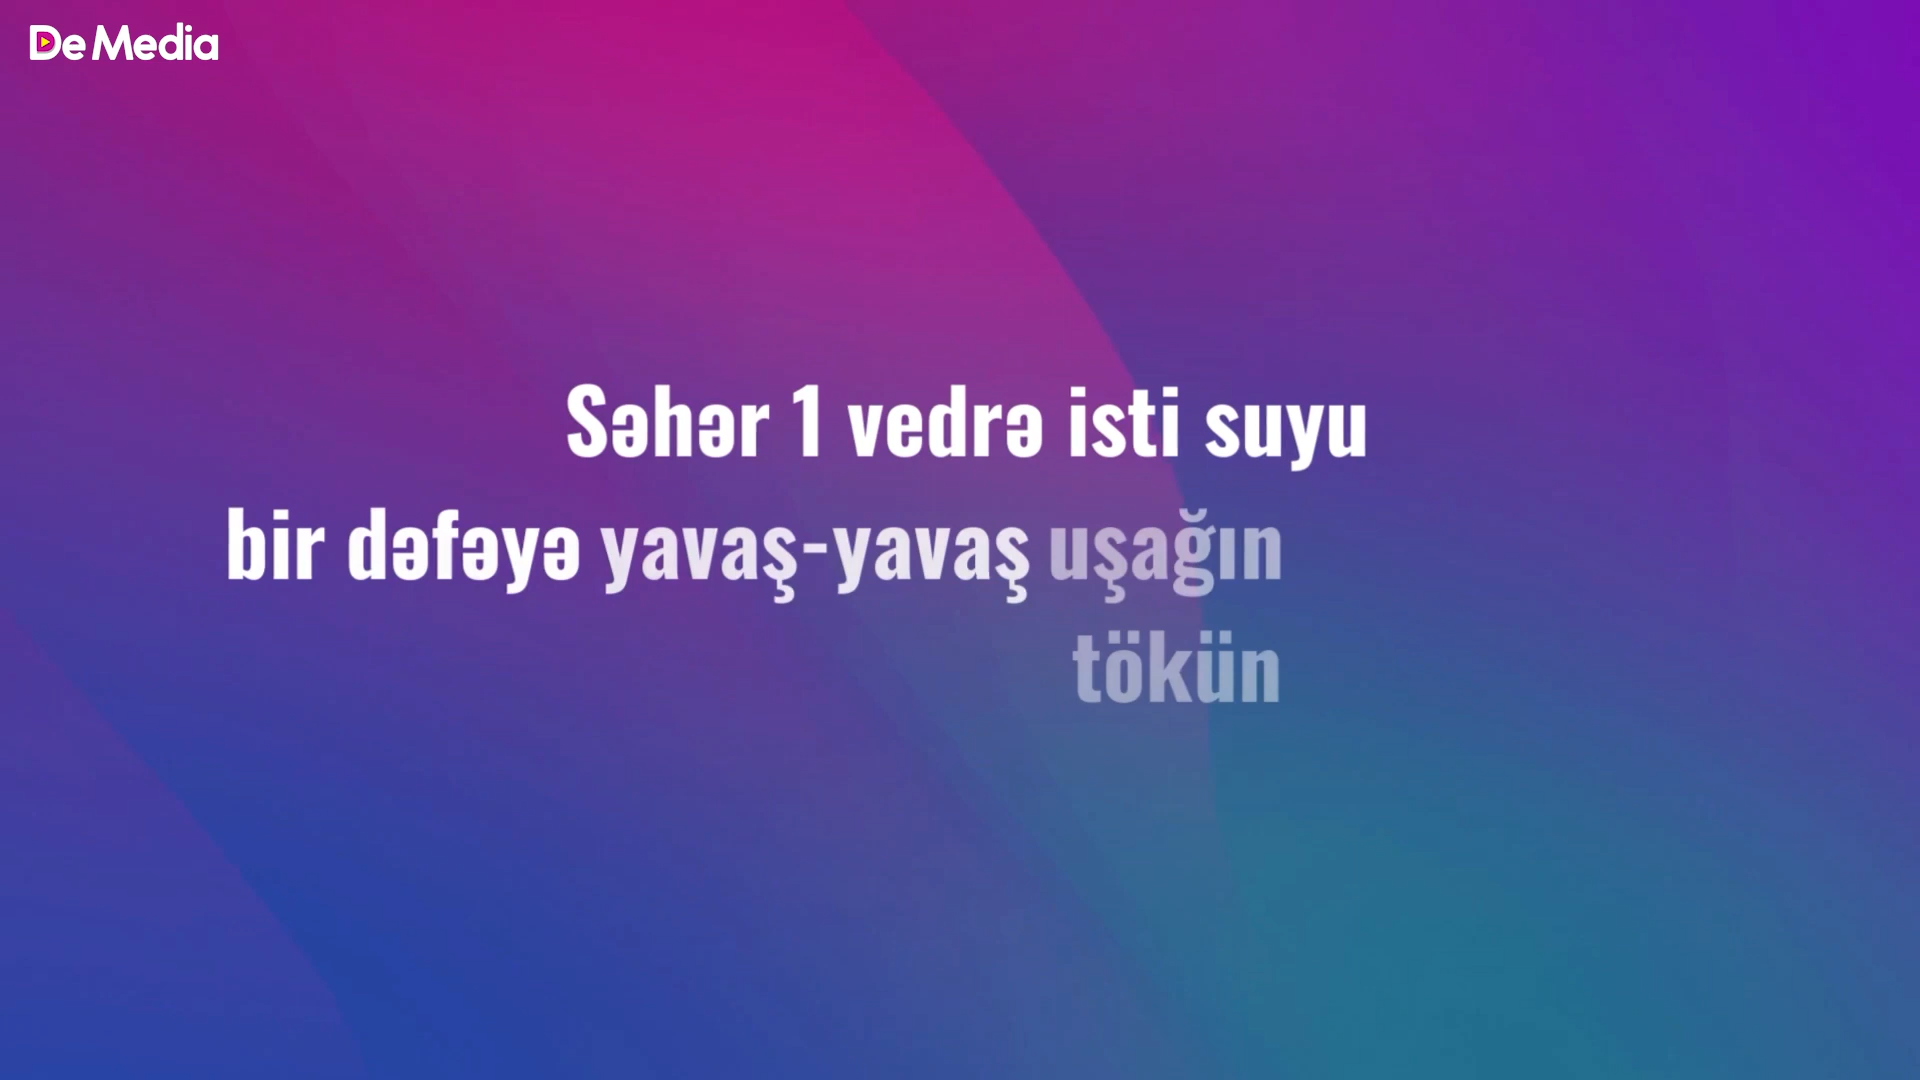 De Media
Səhər 1 vedrə isti suyu
bir dəfəyə yavaş-yavaş uşağın
tökün